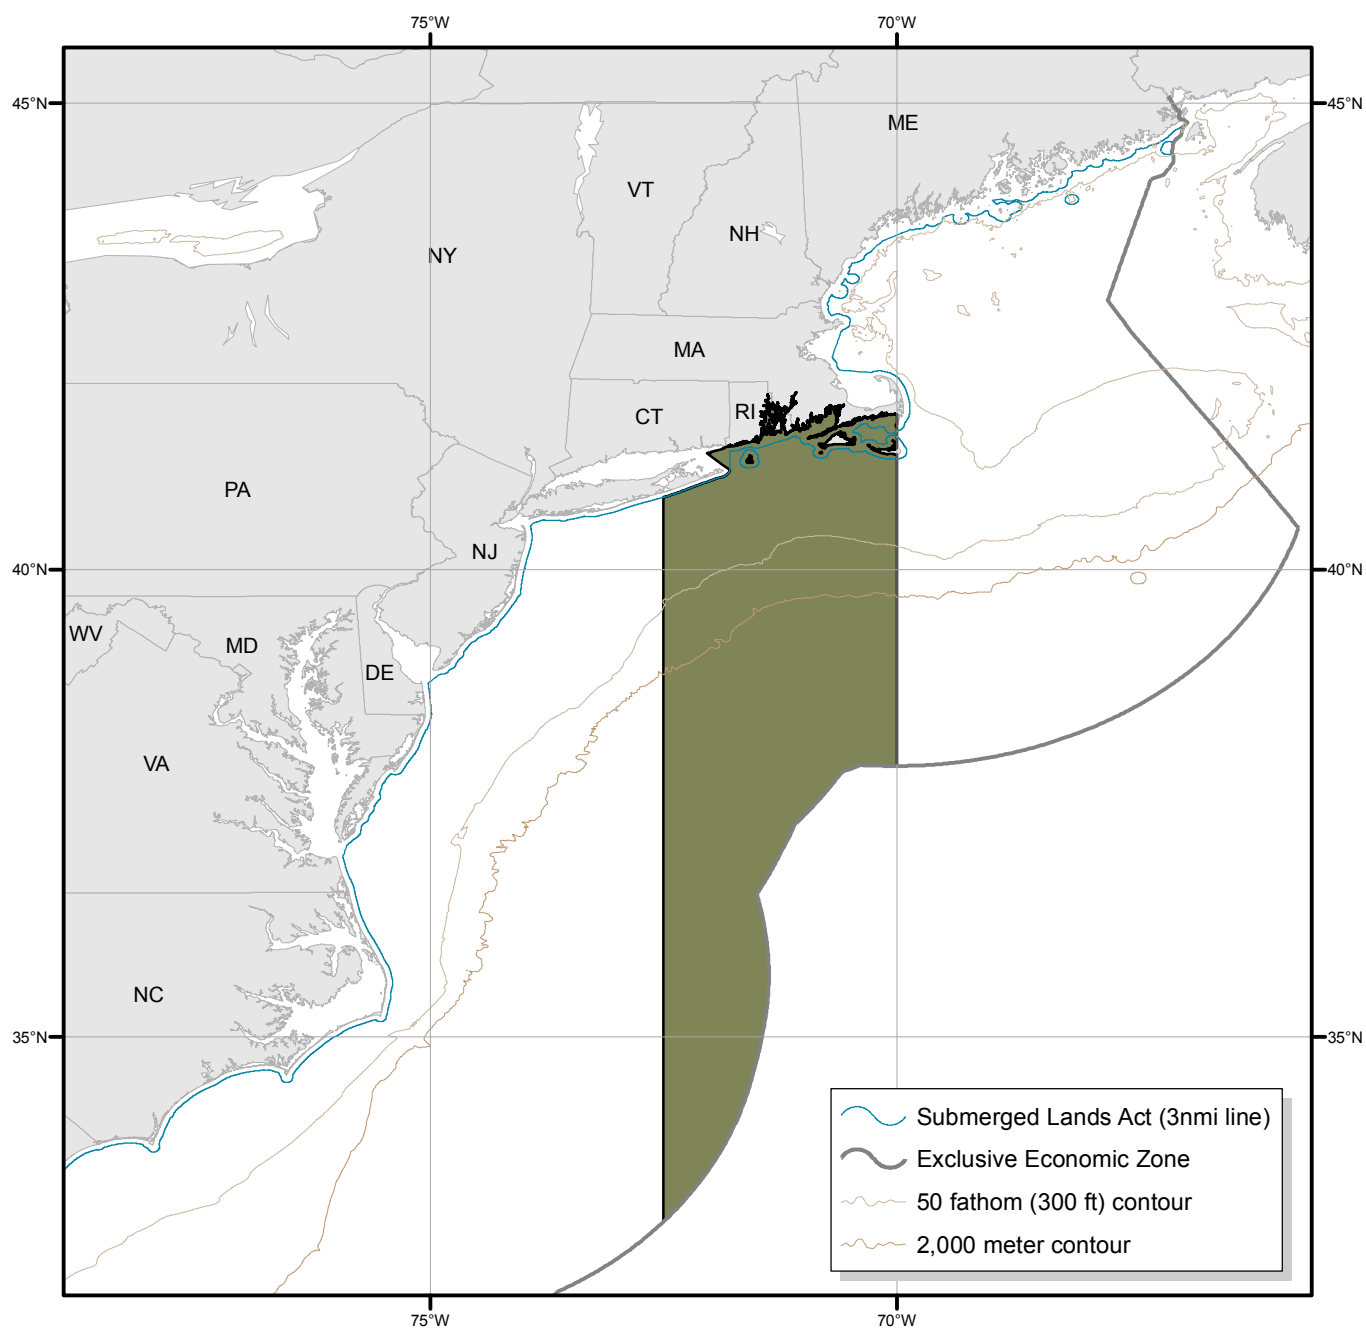 75°W 70°W
45°N 45°N
ME
VT
NH
NY
MA
RI
CT
PA
NJ
40°N 40°N
WV
MD
DE
VA
NC
35°N 35°N
Submerged Lands Act (3nmi line)
Exclusive Economic Zone
50 fathom (300 ft) contour
2,000 meter contour
75°W 70°W